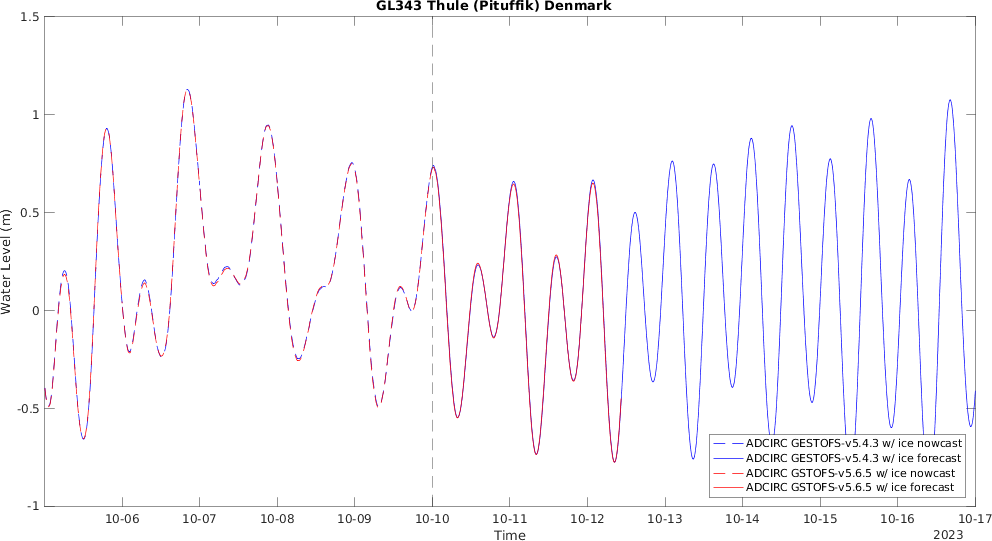 GL343 Thule (Pituffik) Denmark
1.5
1
0.5
0
-0.5
-1
Water Level (m)
10-06 10-07 10-08 10-09 10-10 10-11 10-12 10-13 10-14 10-15 10-16 10-17
Time
2023
ADCIRC GESTOFS-v5.4.3 w/ ice nowcast
ADCIRC GESTOFS-v5.4.3 w/ ice forecast
ADCIRC GSTOFS-v5.6.5 w/ ice nowcast
ADCIRC GSTOFS-v5.6.5 w/ ice forecast